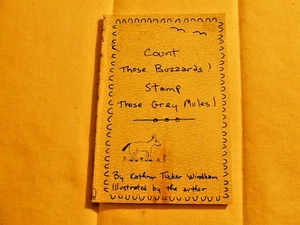 Count
Those Buzzards!
Stamp
Those Grey Mules!
By Kathryn Tucker Windham
Illustrated by the author